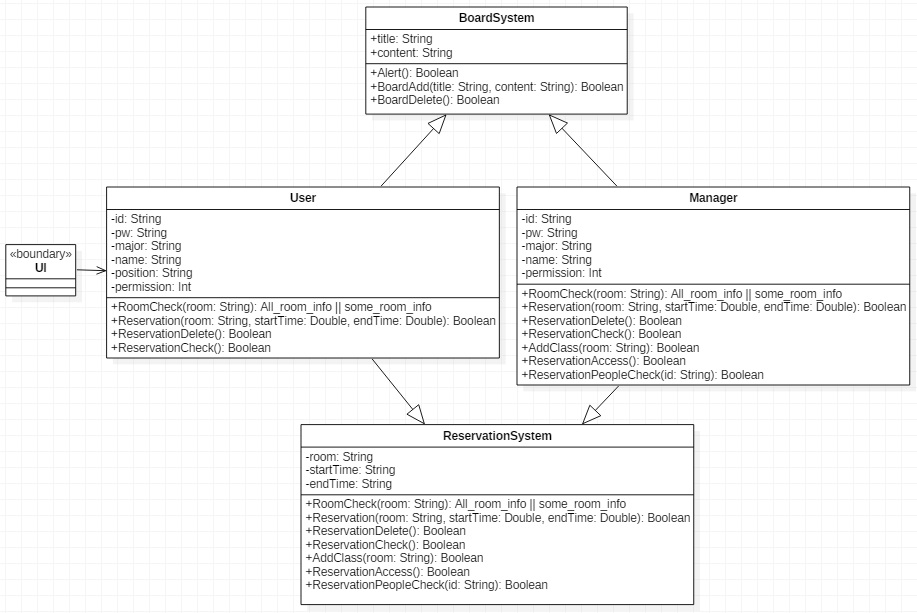 BoardSystem
+title: String
+content: String
+Alert(): Boolean
+BoardAdd(title: String, content: String): Boolean
+BoardDelete(): Boolean
User
-id: String
-pw: String
-major: String
-name: String
-position: String
-permission: Int
+RoomCheck(room: String): All_room_info || some_room_info
+Reservation(room: String, startTime: Double, endTime: Double): Boolean
+ReservationDelete(): Boolean
+ReservationCheck(): Boolean
Manager
-id: String
-pw: String
-major: String
-name: String
-permission: Int
+RoomCheck(room: String): All_room_info || some_room_info
+Reservation(room: String, startTime: Double, endTime: Double): Boolean
+ReservationDelete(): Boolean
+ReservationCheck(): Boolean
+AddClass(room: String): Boolean
+ReservationAccess(): Boolean
+ReservationPeopleCheck(id: String): Boolean
«boundary»
UI
ReservationSystem
-room: String
-startTime: String
-endTime: String
+RoomCheck(room: String): All_room_info || some_room_info
+Reservation(room: String, startTime: Double, endTime: Double): Boolean
+ReservationDelete(): Boolean
+ReservationCheck(): Boolean
+AddClass(room: String): Boolean
+ReservationAccess(): Boolean
+ReservationPeopleCheck(id: String): Boolean